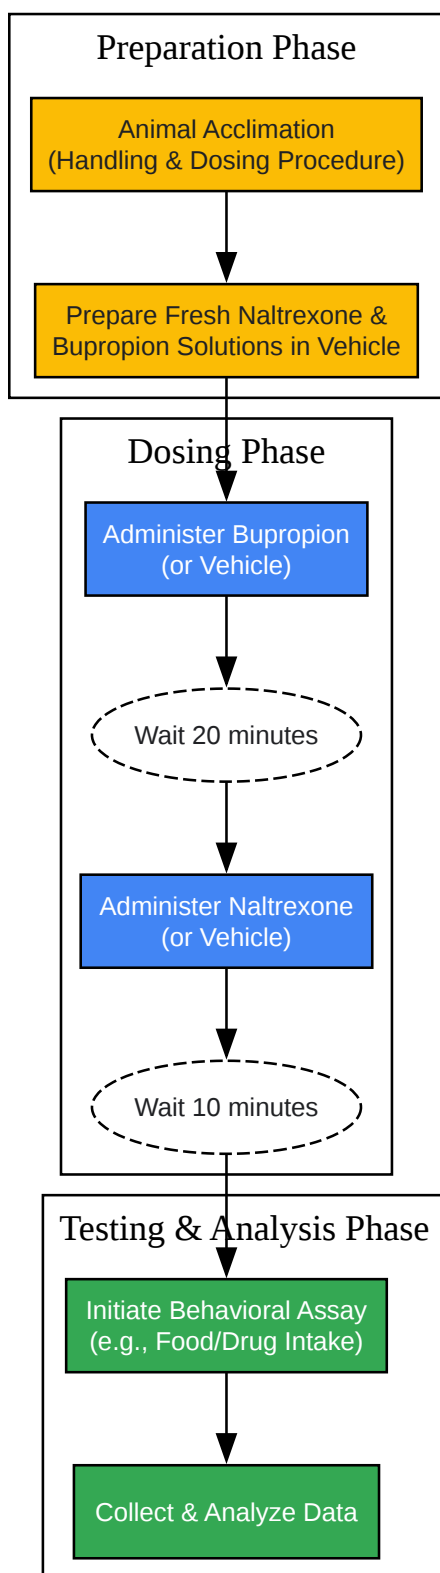 Preparation Phase
Animal Acclimation
(Handling & Dosing Procedure)
Prepare Fresh Naltrexone &
Bupropion Solutions in Vehicle
Dosing Phase
Administer Bupropion
(or Vehicle)
Wait 20 minutes
Administer Naltrexone
(or Vehicle)
Wait 10 minutes
Testing & Analysis Phase
Initiate Behavioral Assay
(e.g., Food/Drug Intake)
Collect & Analyze Data